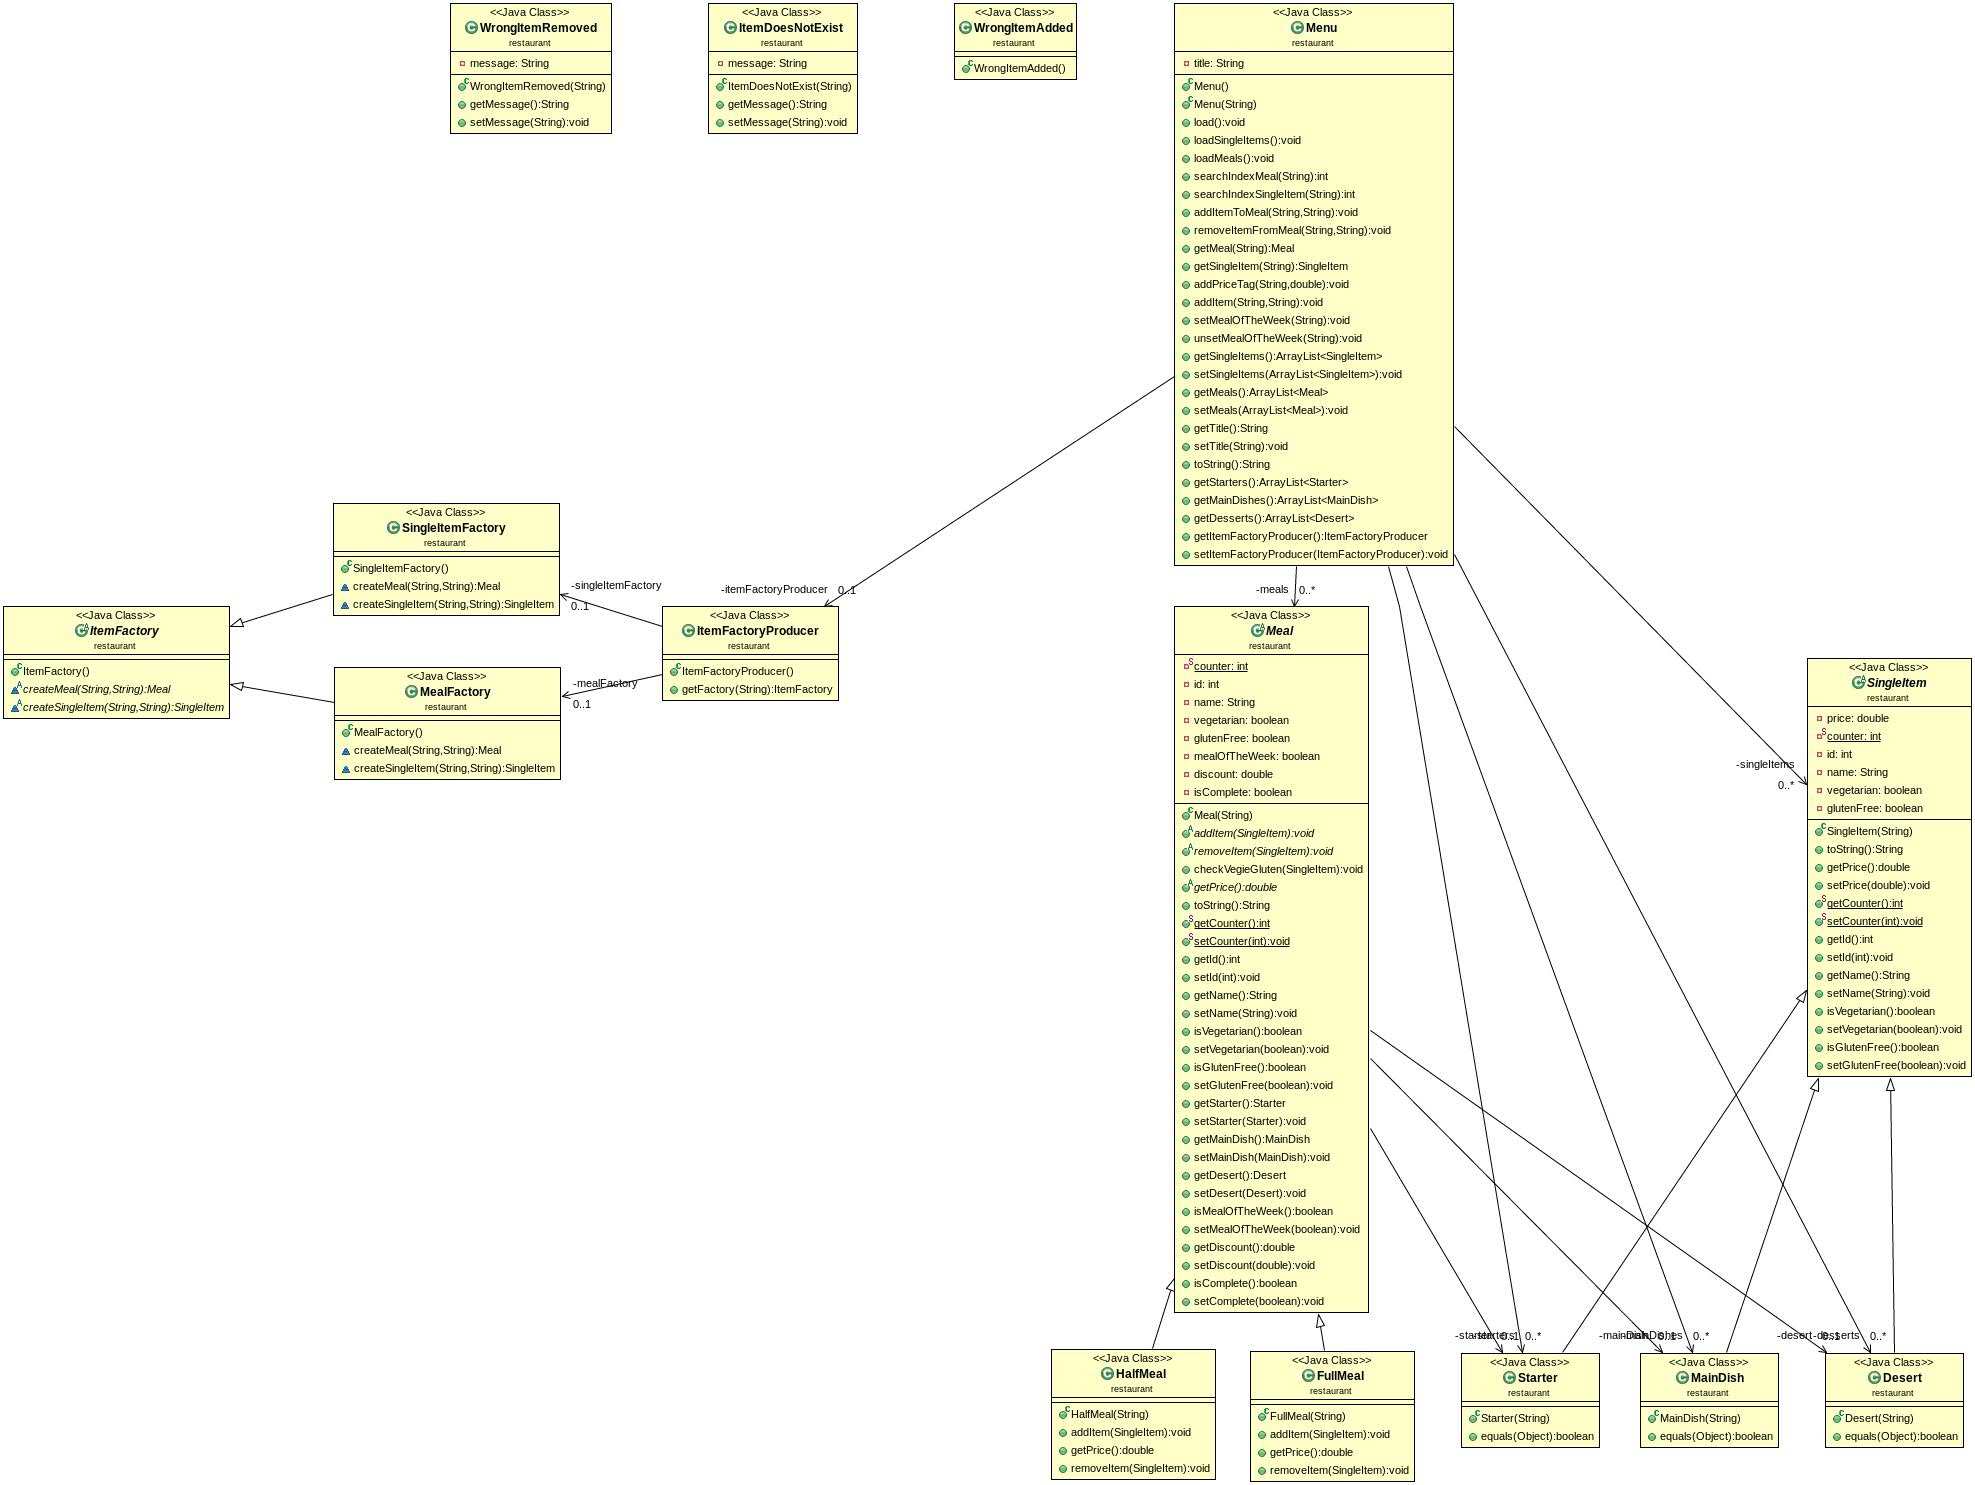 <<Java Class>>
WrongItemRemoved
restaurant
message: String
WrongItemRemoved(String)
getMessage():String
setMessage(String):void
<<Java Class>>
ItemDoesNotExist
restaurant
message: String
ItemDoesNotExist(String)
getMessage():String
setMessage(String):void
<<Java Class>>
WrongItemAdded
restaurant
WrongItemAdded()
<<Java Class>>
Menu
restaurant
title: String
Menu()
Menu(String)
load():void
loadSingleItems():void
loadMeals():void
searchIndexMeal(String):int
searchIndexSingleItem(String):int
addItemToMeal(String,String):void
removeItemFromMeal(String,String):void
getMeal(String):Meal
getSingleItem(String):SingleItem
addPriceTag(String,double):void
addItem(String,String):void
setMealOfTheWeek(String):void
unsetMealOfTheWeek(String):void
getSingleItems():ArrayList<SingleItem>
setSingleItems(ArrayList<SingleItem>):void
getMeals():ArrayList<Meal>
setMeals(ArrayList<Meal>):void
getTitle():String
setTitle(String):void
toString():String
getStarters():ArrayList<Starter>
getMainDishes():ArrayList<MainDish>
getDesserts():ArrayList<Desert>
getItemFactoryProducer():ItemFactoryProducer
setItemFactoryProducer(ItemFactoryProducer):void
<<Java Class>>
SingleItemFactory
restaurant
SingleItemFactory()
createMeal(String,String):Meal
createSingleItem(String,String):SingleItem
-singleItemFactory
0..1
-itemFactoryProducer
0..1
-meals
0..*
<<Java Class>>
ItemFactory
restaurant
ItemFactory()
createMeal(String,String):Meal
createSingleItem(String,String):SingleItem
<<Java Class>>
MealFactory
restaurant
MealFactory()
createMeal(String,String):Meal
createSingleItem(String,String):SingleItem
-mealFactory
0..1
<<Java Class>>
ItemFactoryProducer
restaurant
ItemFactoryProducer()
getFactory(String):ItemFactory
<<Java Class>>
Meal
restaurant
counter: int
id: int
name: String
vegetarian: boolean
glutenFree: boolean
mealOfTheWeek: boolean
discount: double
isComplete: boolean
Meal(String)
addItem(SingleItem):void
removeItem(SingleItem):void
checkVegieGluten(SingleItem):void
getPrice():double
toString():String
getCounter():int
setCounter(int):void
getId():int
setId(int):void
getName():String
setName(String):void
isVegetarian():boolean
setVegetarian(boolean):void
isGlutenFree():boolean
setGlutenFree(boolean):void
getStarter():Starter
setStarter(Starter):void
getMainDish():MainDish
setMainDish(MainDish):void
getDesert():Desert
setDesert(Desert):void
isMealOfTheWeek():boolean
setMealOfTheWeek(boolean):void
getDiscount():double
setDiscount(double):void
isComplete():boolean
setComplete(boolean):void
-singleItems
0..*
<<Java Class>>
SingleItem
restaurant
price: double
counter: int
id: int
name: String
vegetarian: boolean
glutenFree: boolean
SingleItem(String)
toString():String
getPrice():double
setPrice(double):void
getCounter():int
setCounter(int):void
getId():int
setId(int):void
getName():String
setName(String):void
isVegetarian():boolean
setVegetarian(boolean):void
isGlutenFree():boolean
setGlutenFree(boolean):void
0..*
0..*
-desert
-desserts
0..1
0..*
<<Java Class>>
HalfMeal
restaurant
HalfMeal(String)
addItem(SingleItem):void
getPrice():double
removeItem(SingleItem):void
<<Java Class>>
FullMeal
restaurant
FullMeal(String)
addItem(SingleItem):void
getPrice():double
removeItem(SingleItem):void
<<Java Class>>
Starter
restaurant
Starter(String)
equals(Object):boolean
<<Java Class>>
MainDish
restaurant
MainDish(String)
equals(Object):boolean
<<Java Class>>
Desert
restaurant
Desert(String)
equals(Object):boolean